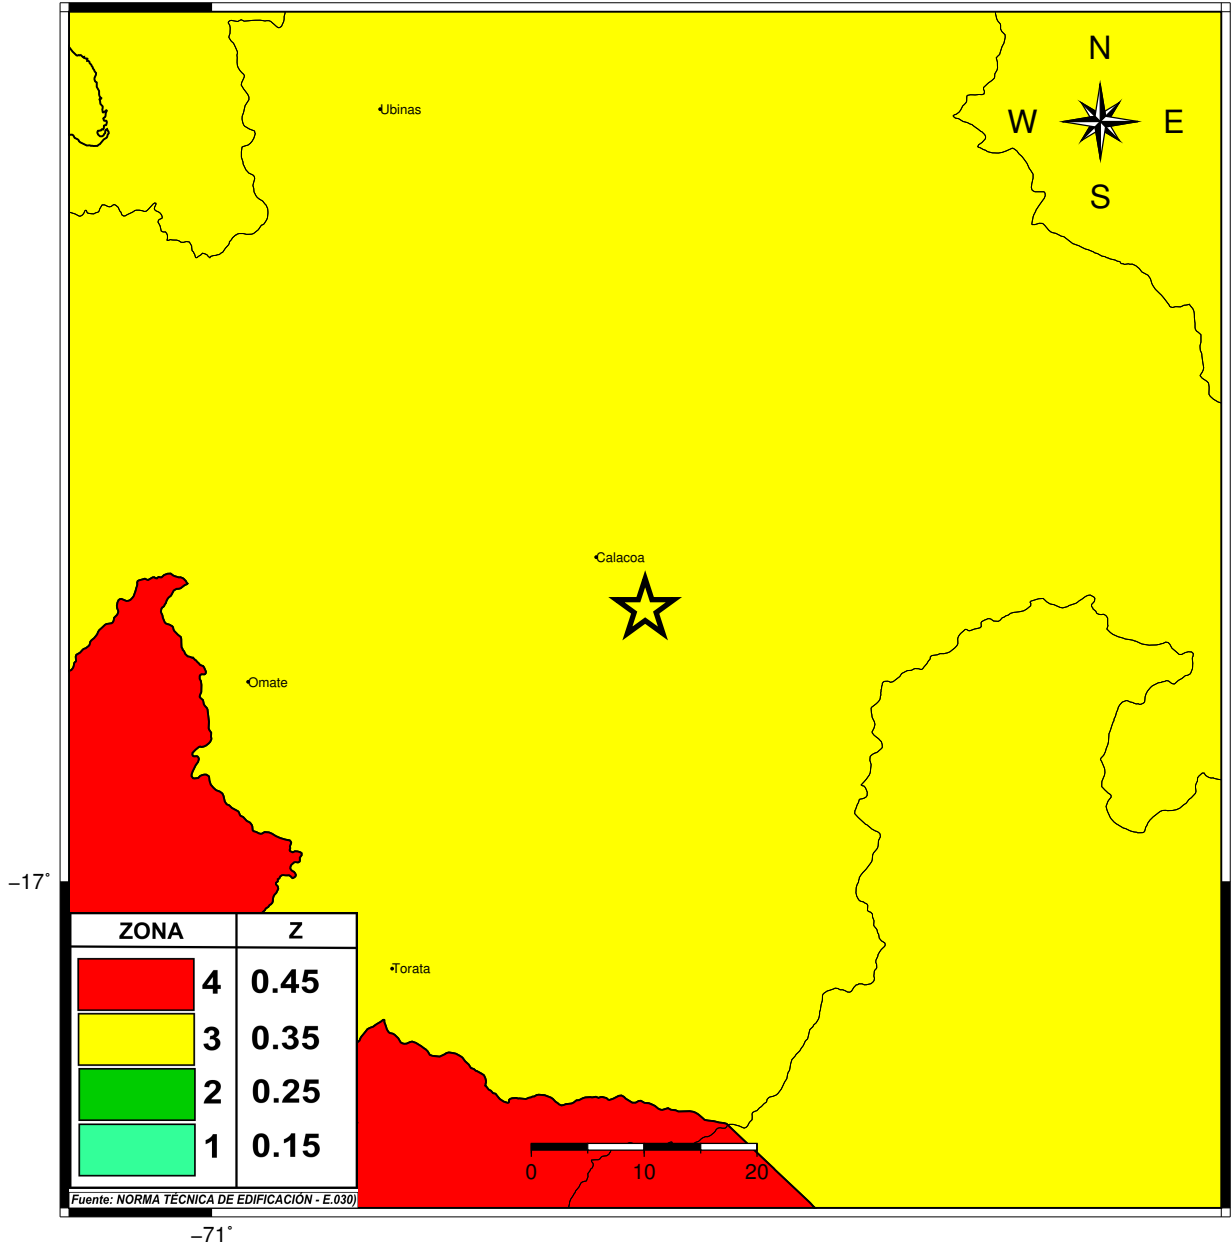 N
W E
S
Ubinas
Calacoa
Omate
−17°
Torata
ZONA Z
4 0.45
3 0.35
2 0.25
1 0.15
Fuente: NORMA TÉCNICA DE EDIFICACIÓN - E.030)
0 10 20
−71°